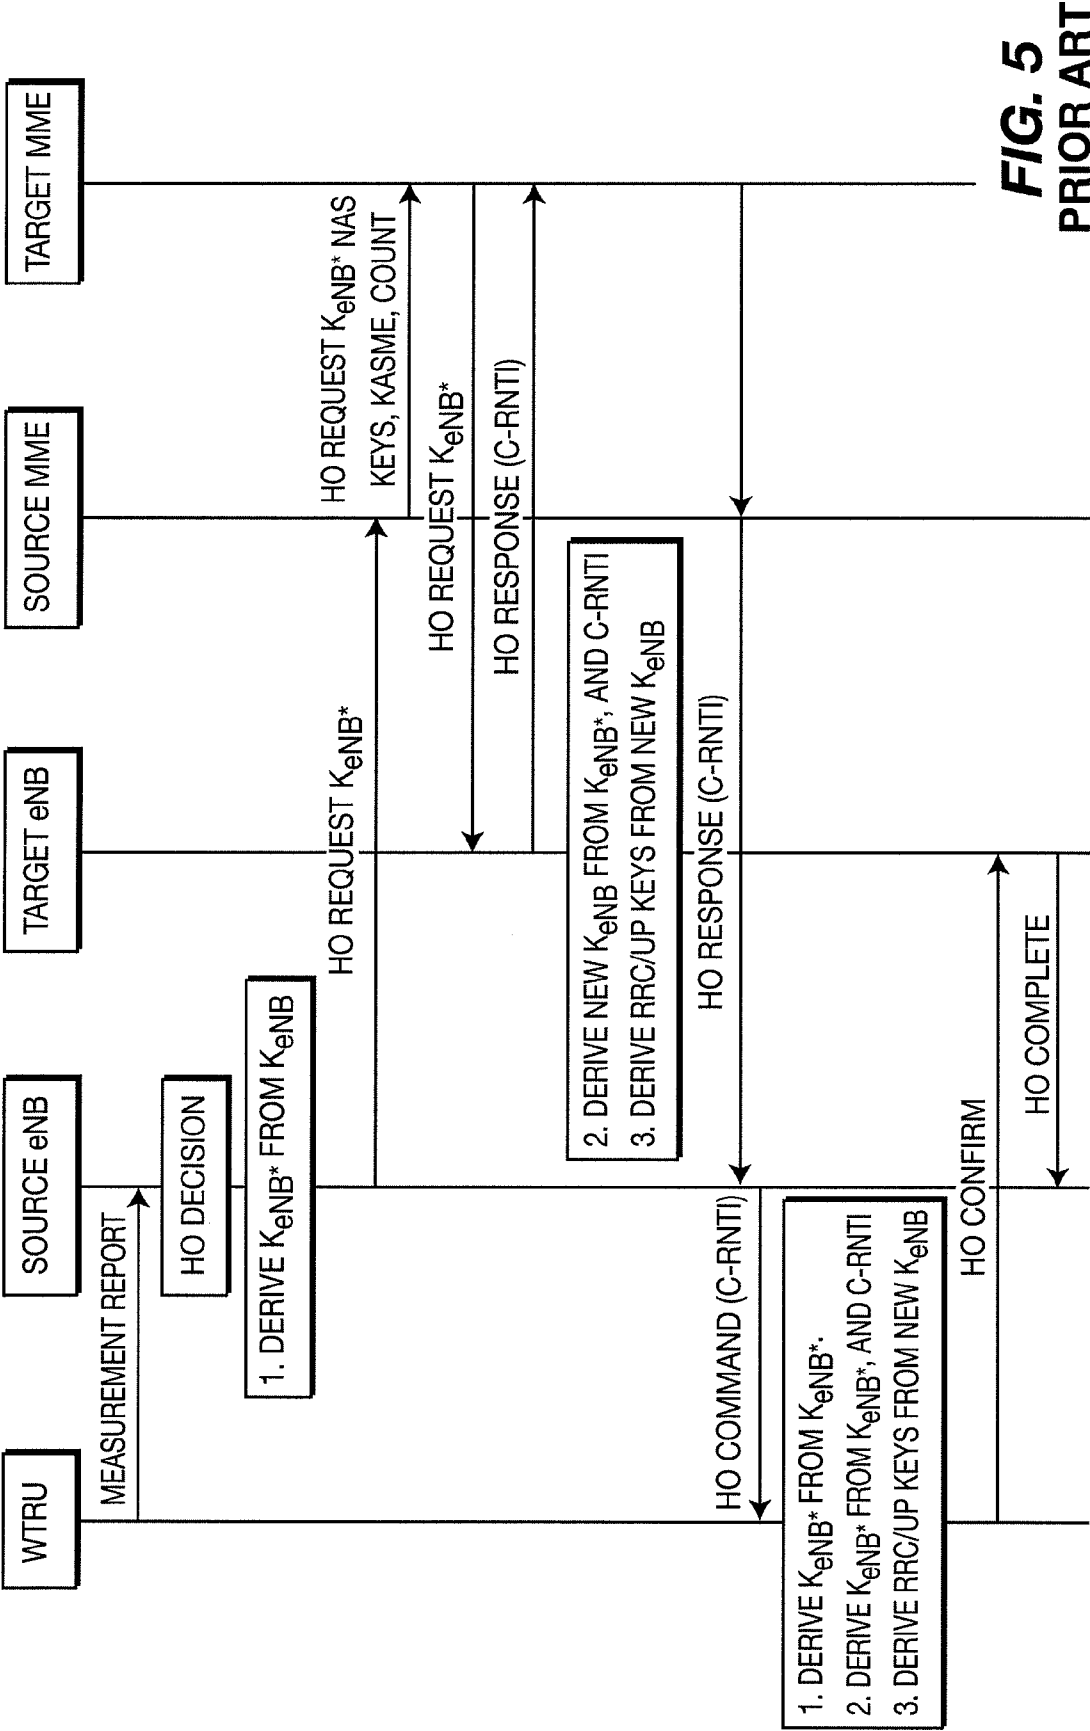 WTRU
SOURCE eNB
TARGET eNB
SOURCE MME
TARGET MME
MEASUREMENT REPORT
HO DECISION
1. DERIVE KeNB* FROM KeNB
HO REQUEST KeNB*
HO REQUEST KeNB* NAS
KEYS, KASME, COUNT
HO REQUEST KeNB*
HO RESPONSE (C-RNTI)
2. DERIVE NEW KeNB FROM KeNB*, AND C-RNTI
3. DERIVE RRC/UP KEYS FROM NEW KeNB
HO RESPONSE (C-RNTI)
HO COMMAND (C-RNTI)
1. DERIVE KeNB* FROM KeNB*.
2. DERIVE KeNB* FROM KeNB*, AND C-RNTI
3. DERIVE RRC/UP KEYS FROM NEW KeNB
HO CONFIRM
HO COMPLETE
FIG. 5
PRIOR ART